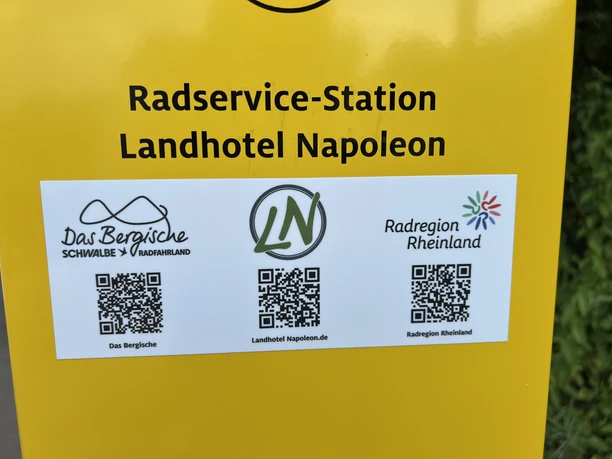 Radservice-Station
Landhotel Napoleon
Das Bergische
SCHWALBE RADFAHRLAND
Das Bergische
LN
Landhotel Napoleon.de
Radregion
Rheinland
Radregion Rheinland